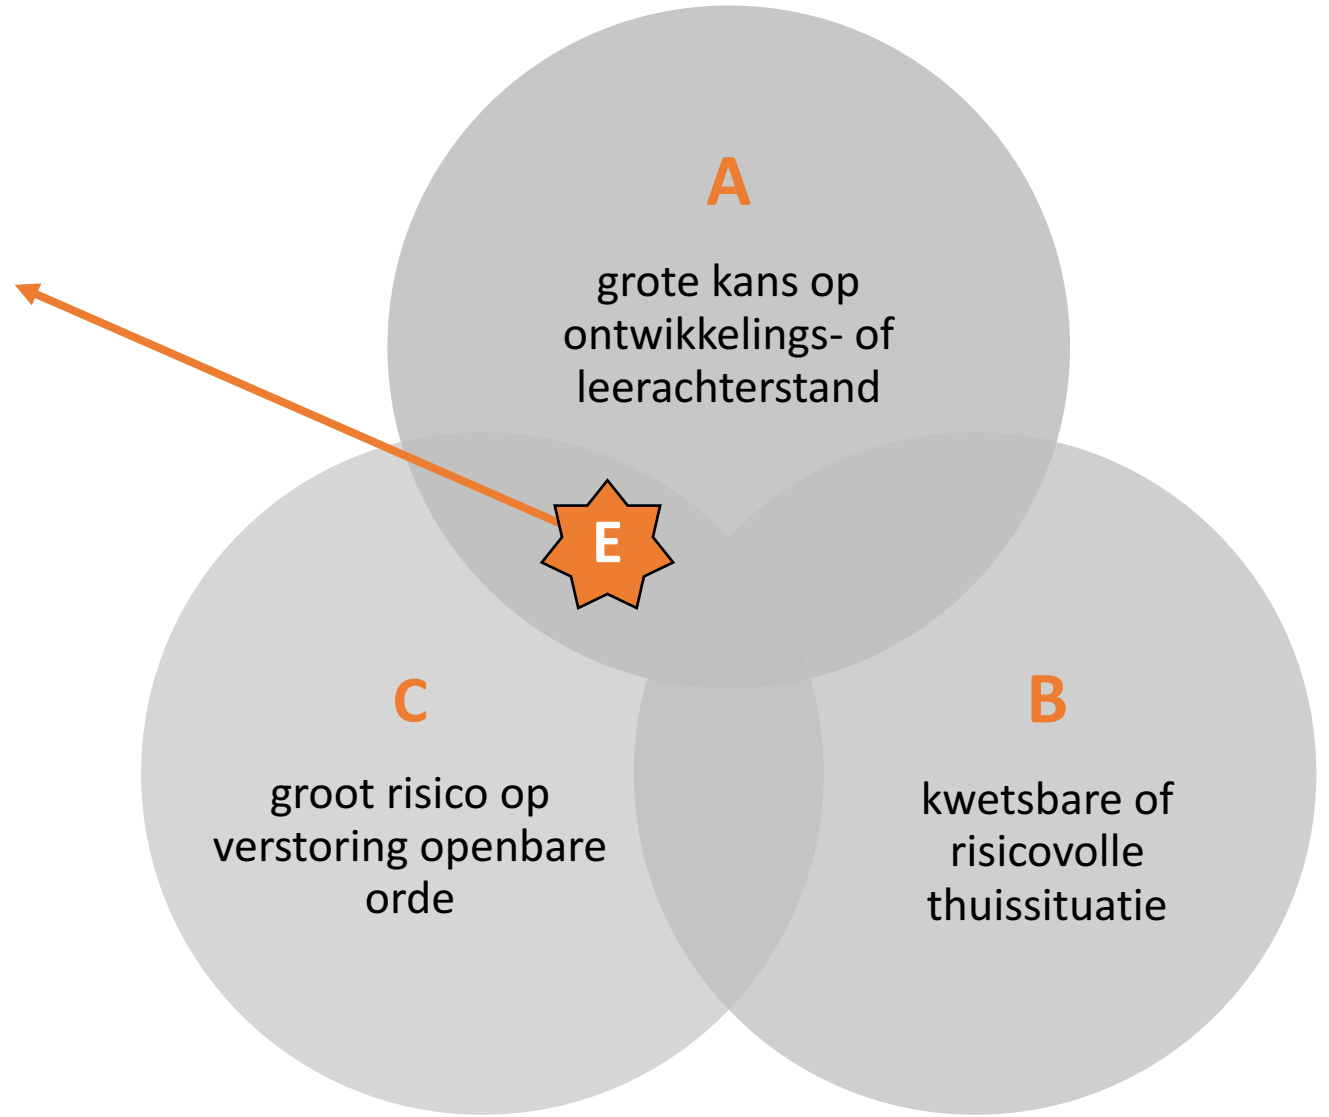 A
grote kans op
ontwikkelings- of
leerachterstand
E
C
groot risico op
verstoring openbare
orde
B
kwetsbare of
risicovolle
thuissituatie